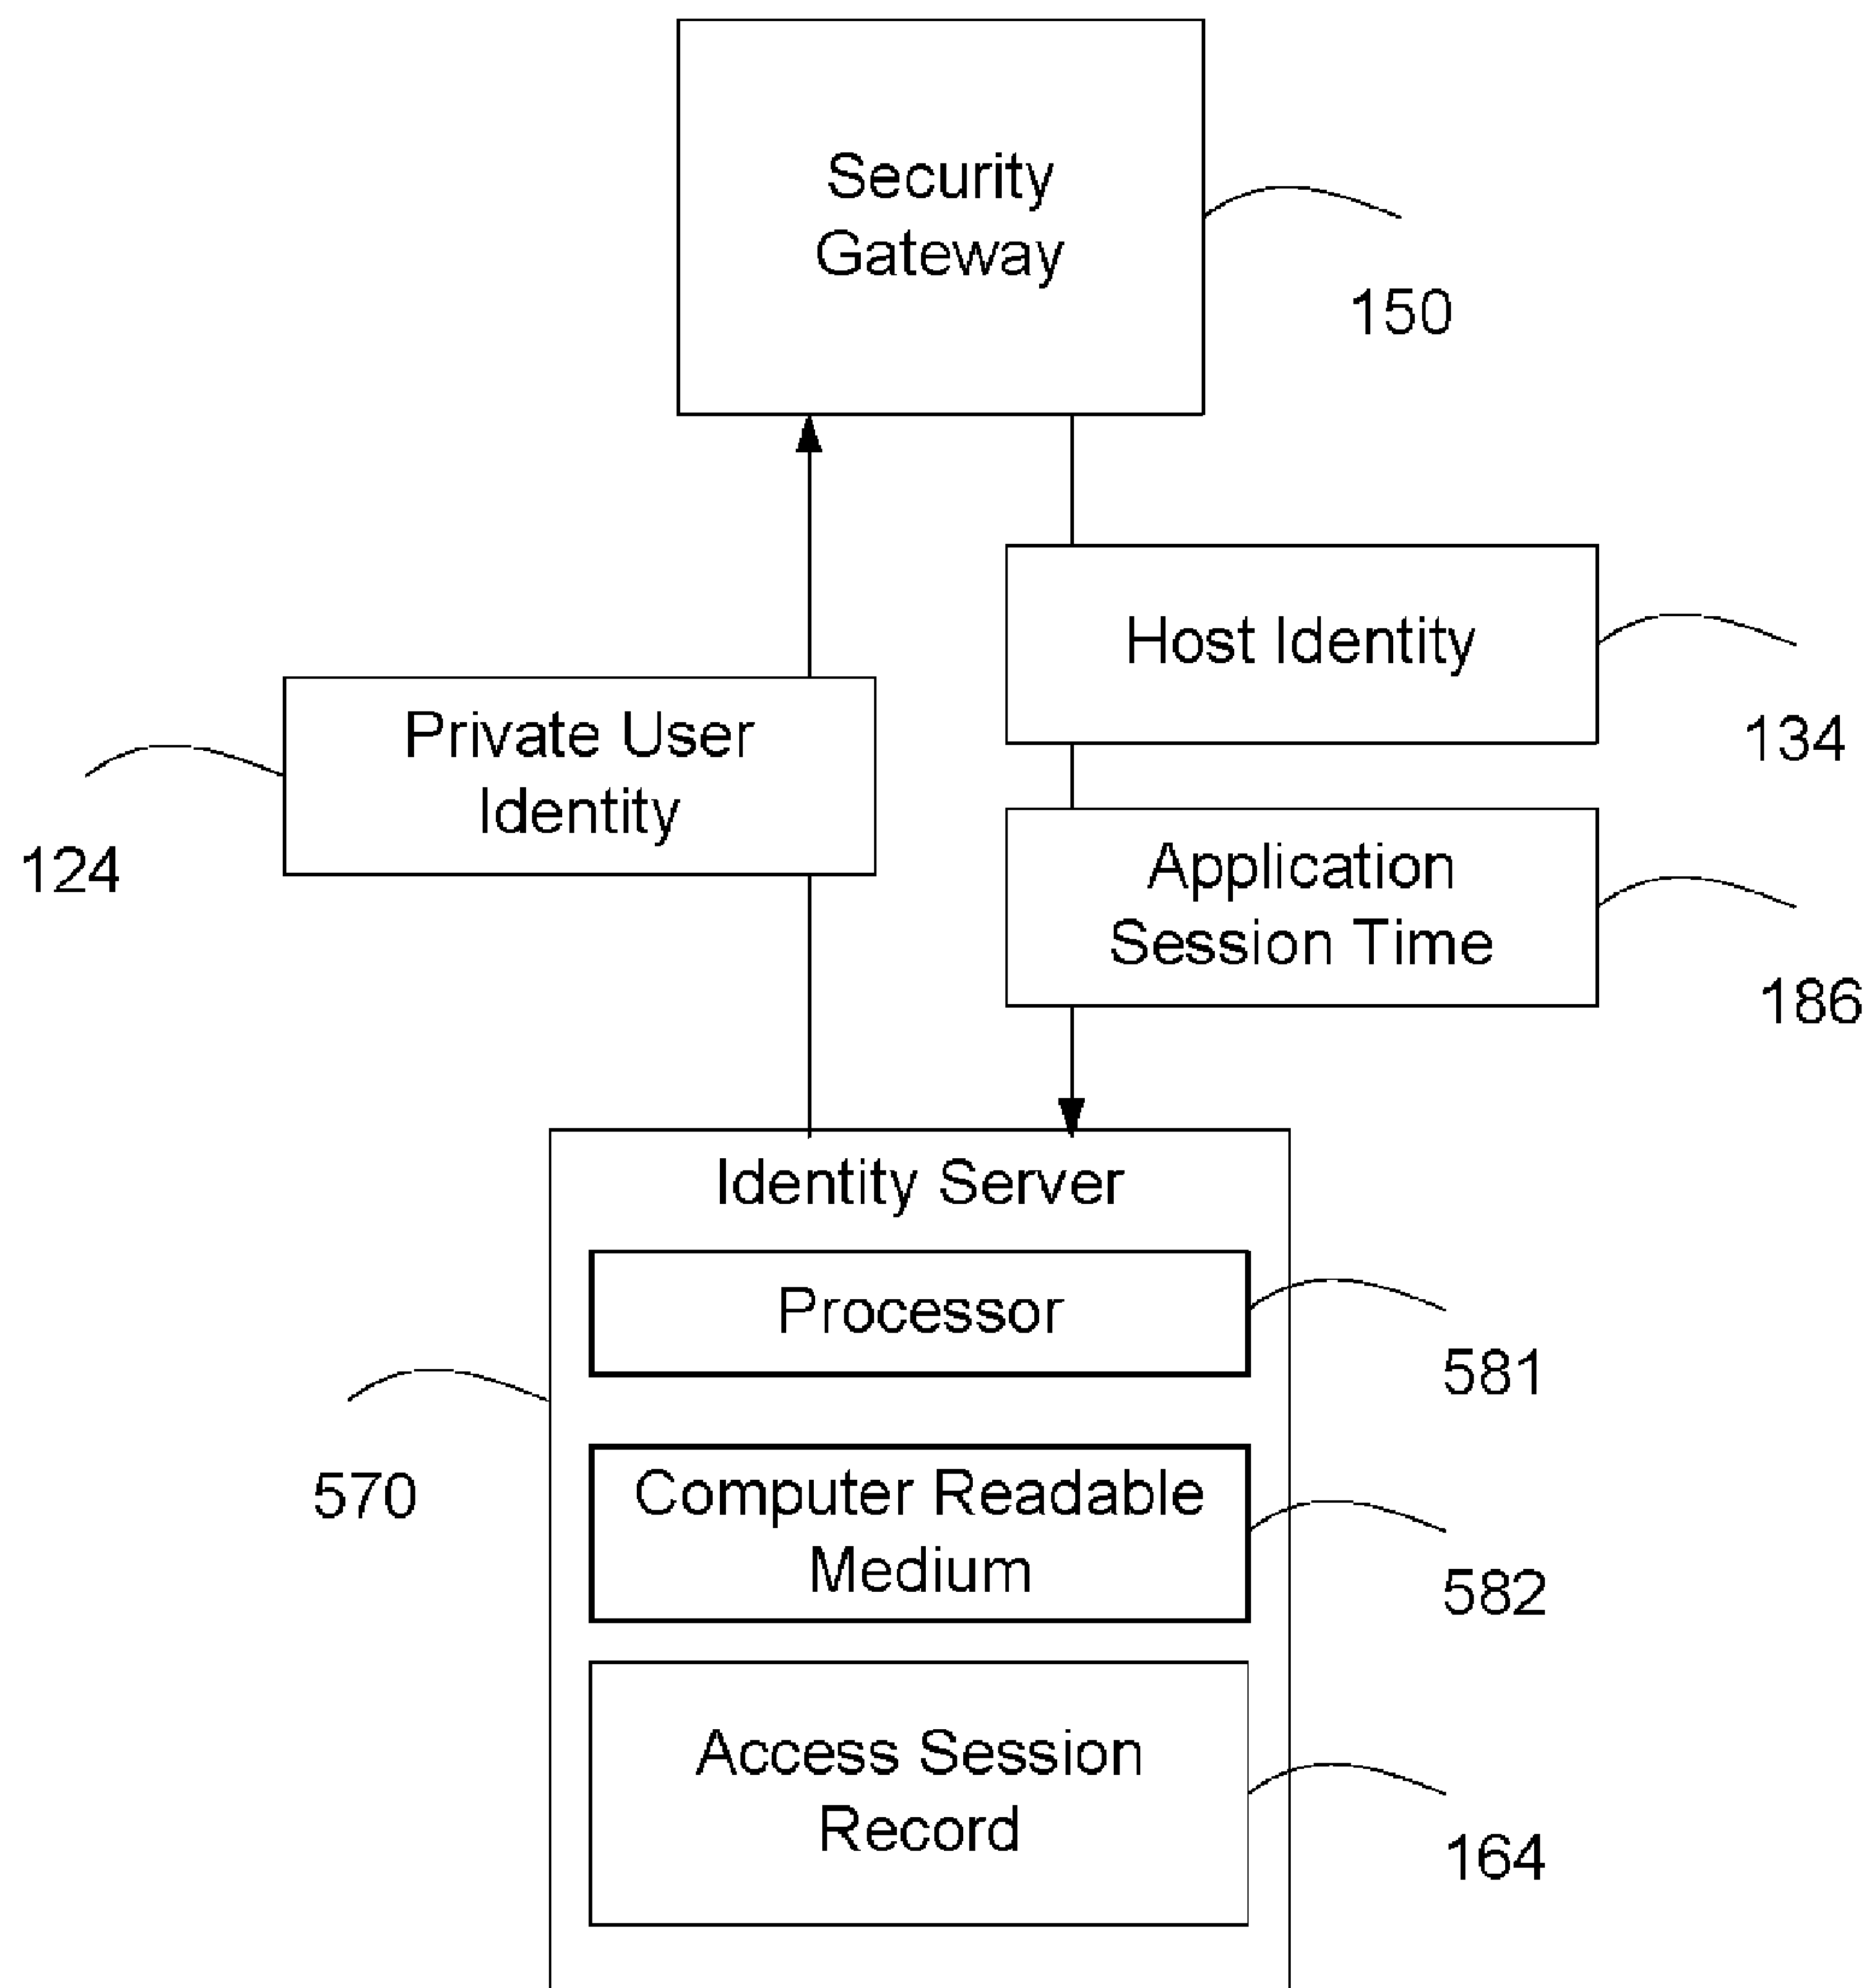 Security
Gateway
150
Host Identity
134
Private User
Identity
124
Application
Session Time
186
Identity Server
Processor
581
570
Computer Readable
Medium
582
Access Session
Record
164